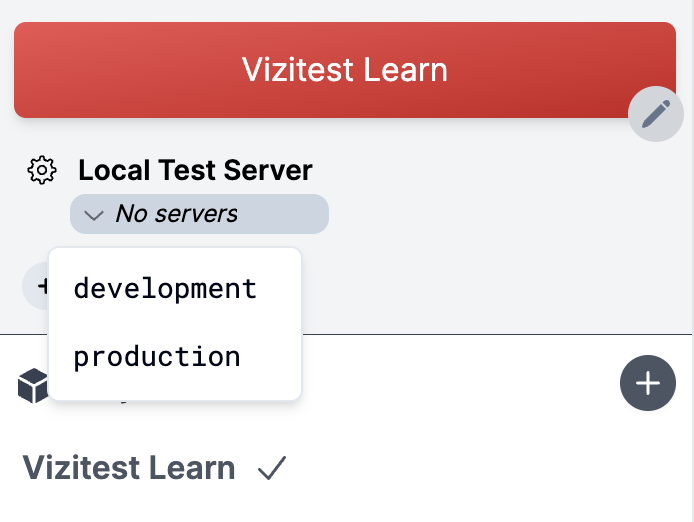 Vizitest Learn
Local Test Server
No servers
development
production
Vizitest Learn